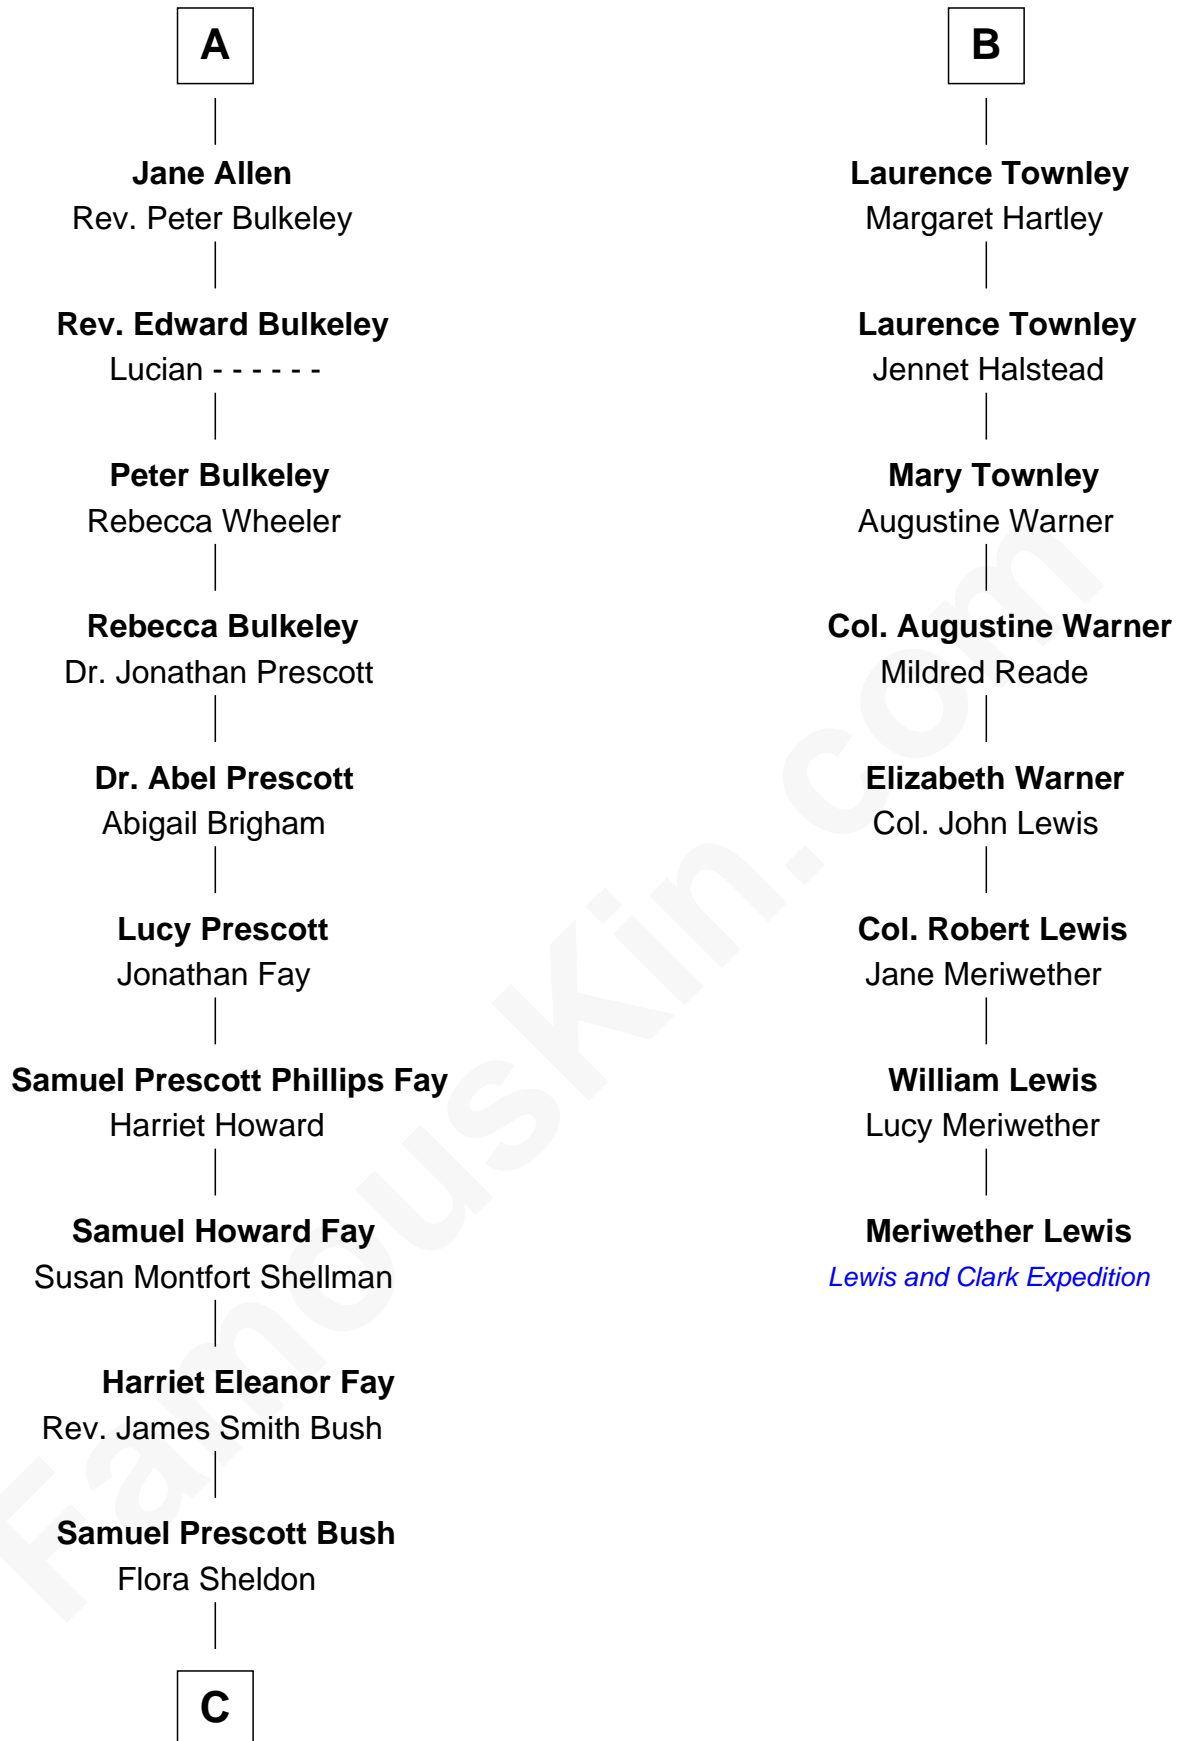 A
Jane Allen
Rev. Peter Bulkeley
Rev. Edward Bulkeley
Lucian - - - - - -
Peter Bulkeley
Rebecca Wheeler
Rebecca Bulkeley
Dr. Jonathan Prescott
Dr. Abel Prescott
Abigail Brigham
Lucy Prescott
Jonathan Fay
Samuel Prescott Phillips Fay
Harriet Howard
Samuel Howard Fay
Susan Montfort Shellman
Harriet Eleanor Fay
Rev. James Smith Bush
Samuel Prescott Bush
Flora Sheldon
C
B
Laurence Townley
Margaret Hartley
Laurence Townley
Jennet Halstead
Mary Townley
Augustine Warner
Col. Augustine Warner
Mildred Reade
Elizabeth Warner
Col. John Lewis
Col. Robert Lewis
Jane Meriwether
William Lewis
Lucy Meriwether
Meriwether Lewis
Lewis and Clark Expedition
FamousKin.com